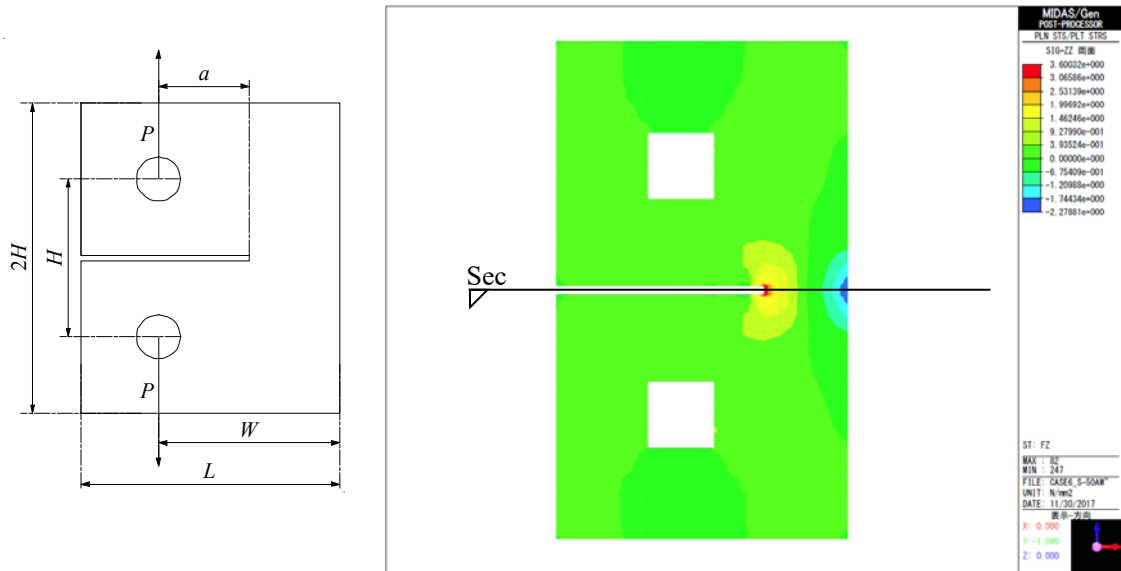 a
P
H
2H
P
W
L
Sec
MIDAS/Gen
POST-PROCESSOR
PLN STS/PLT STRS
SIG-ZZ 両面
3.60032e+000
3.06586e+000
2.53139e+000
1.99692e+000
1.46246e+000
9.27990e-001
3.93524e-001
0.00000e+000
-6.75409e-001
-1.20988e+000
-1.74434e+000
-2.27881e+000
ST: FZ
MAX : 82
MIN : 247
FILE: CASE6_S-50AW~
UNIT: N/mm2
DATE: 11/30/2017
表示-方向
X: 0.000
Y:-1.000
Z: 0.000